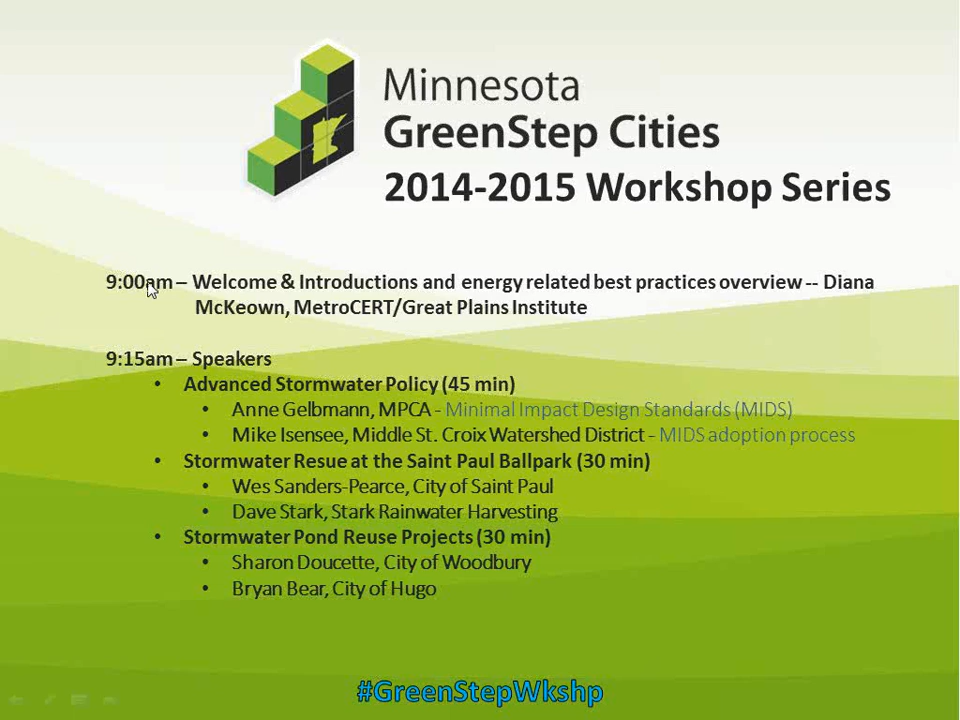 Minnesota
GreenStep Cities
2014-2015 Workshop Series
9:00am – Welcome & Introductions and energy related best practices overview -- Diana
McKeown, MetroCERT/Great Plains Institute
9:15am – Speakers
• Advanced Stormwater Policy (45 min)
• Anne Gelbmann, MPCA - Minimal Impact Design Standards (MIDS)
• Mike Isensee, Middle St. Croix Watershed District - MIDS adoption process
• Stormwater Resue at the Saint Paul Ballpark (30 min)
• Wes Sanders-Pearce, City of Saint Paul
• Dave Stark, Stark Rainwater Harvesting
• Stormwater Pond Reuse Projects (30 min)
• Sharon Doucette, City of Woodbury
• Bryan Bear, City of Hugo
#GreenStepWkshp